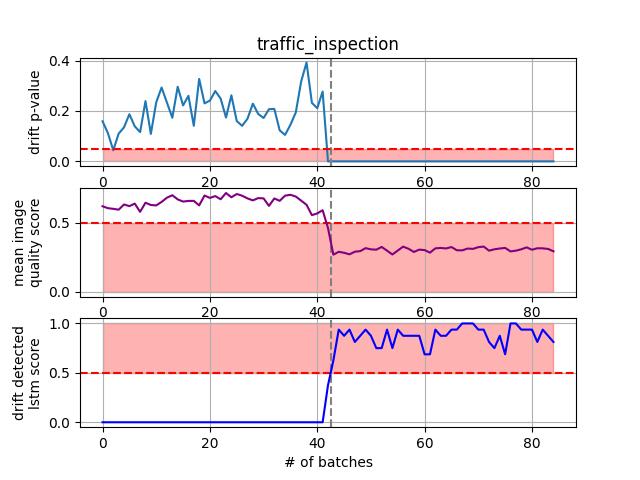 traffic_inspection
drift p-value
0.4
0.2
0.0
0 20 40 60 80
mean image
quality score
0.5
0.0
0 20 40 60 80
drift detected
lstm score
1.0
0.5
0.0
0 20 40 60 80
# of batches